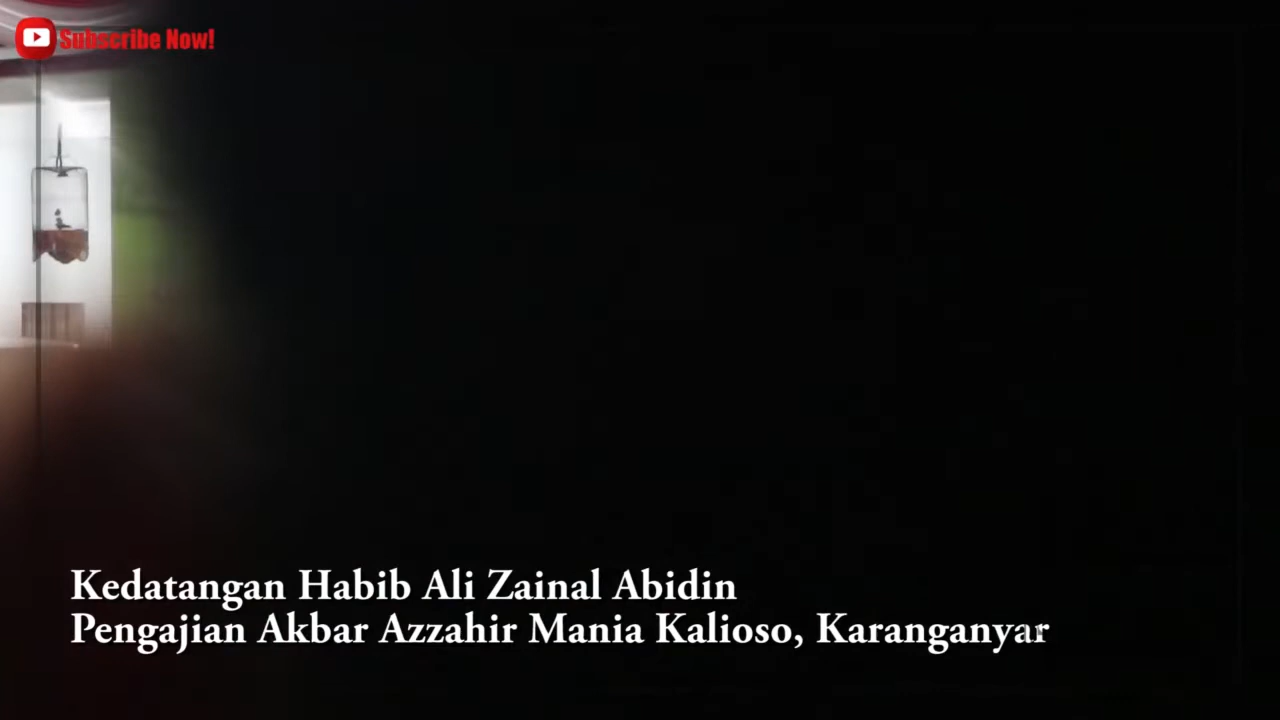 Subscribe Now!
Kedatangan Habib Ali Zainal Abidin
Pengajian Akbar Azzahir Mania Kalioso, Karanganyar